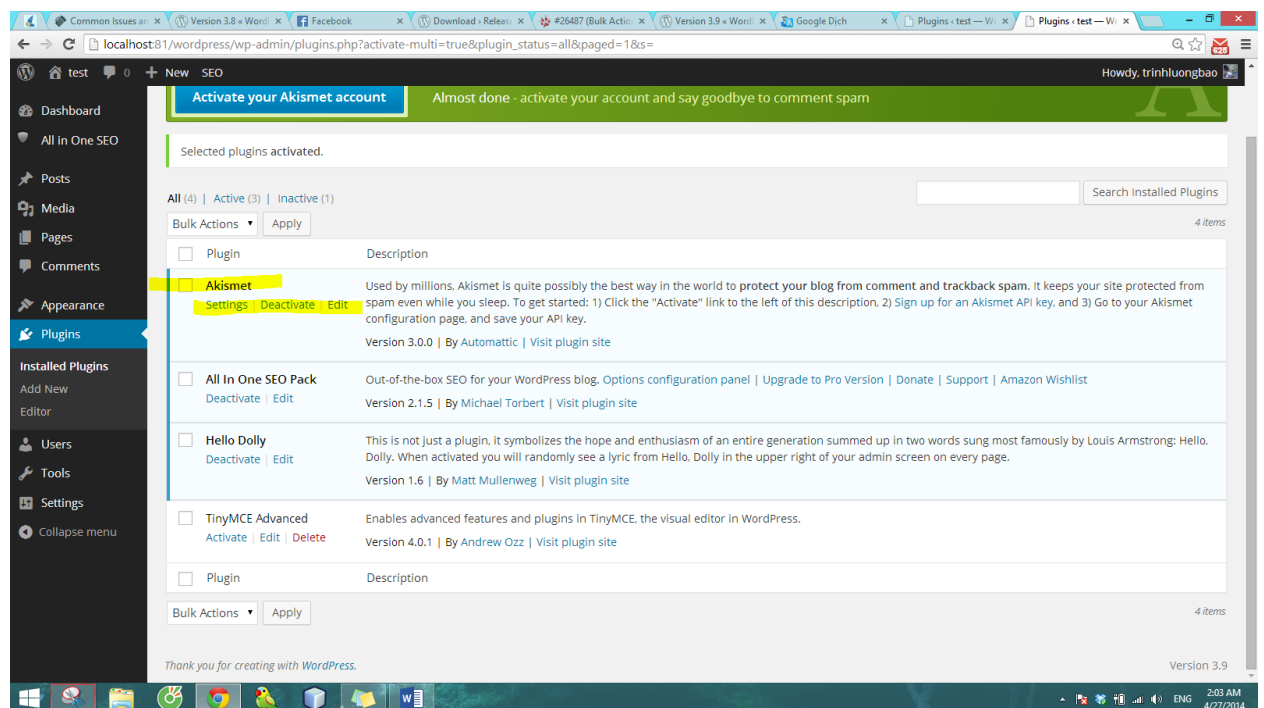 Common Issues an
Version 3.8 « Word
Facebook
Download › Releas
#26487 (Bulk Action
Version 3.9 « Word
Google Dịch
Plugins ‹ test — W
Plugins ‹ test — W
localhost:81/wordpress/wp-admin/plugins.php?activate-multi=true&plugin_status=all&paged=1&s=
625
test 0 + New SEO
Howdy, trinhluongbao
Dashboard
All in One SEO
Posts
Media
Pages
Comments
Appearance
Plugins
Installed Plugins
Add New
Editor
Users
Tools
Settings
Collapse menu
Activate your Akismet account
Almost done - activate your account and say goodbye to comment spam
A
Selected plugins activated.
All (4) | Active (3) | Inactive (1)
Search Installed Plugins
Bulk Actions Apply
4 items
Plugin Description
Akismet
Settings | Deactivate | Edit
Used by millions, Akismet is quite possibly the best way in the world to protect your blog from comment and trackback spam. It keeps your site protected from
spam even while you sleep. To get started: 1) Click the "Activate" link to the left of this description, 2) Sign up for an Akismet API key, and 3) Go to your Akismet
configuration page, and save your API key.
Version 3.0.0 | By Automattic | Visit plugin site
All In One SEO Pack
Deactivate | Edit
Out-of-the-box SEO for your WordPress blog. Options configuration panel | Upgrade to Pro Version | Donate | Support | Amazon Wishlist
Version 2.1.5 | By Michael Torbert | Visit plugin site
Hello Dolly
Deactivate | Edit
This is not just a plugin, it symbolizes the hope and enthusiasm of an entire generation summed up in two words sung most famously by Louis Armstrong: Hello,
Dolly. When activated you will randomly see a lyric from Hello, Dolly in the upper right of your admin screen on every page.
Version 1.6 | By Matt Mullenweg | Visit plugin site
TinyMCE Advanced
Activate | Edit | Delete
Enables advanced features and plugins in TinyMCE, the visual editor in WordPress.
Version 4.0.1 | By Andrew Ozz | Visit plugin site
Plugin Description
Bulk Actions Apply
4 items
Thank you for creating with WordPress.
Version 3.9
ENG
2:03 AM
4/27/2014